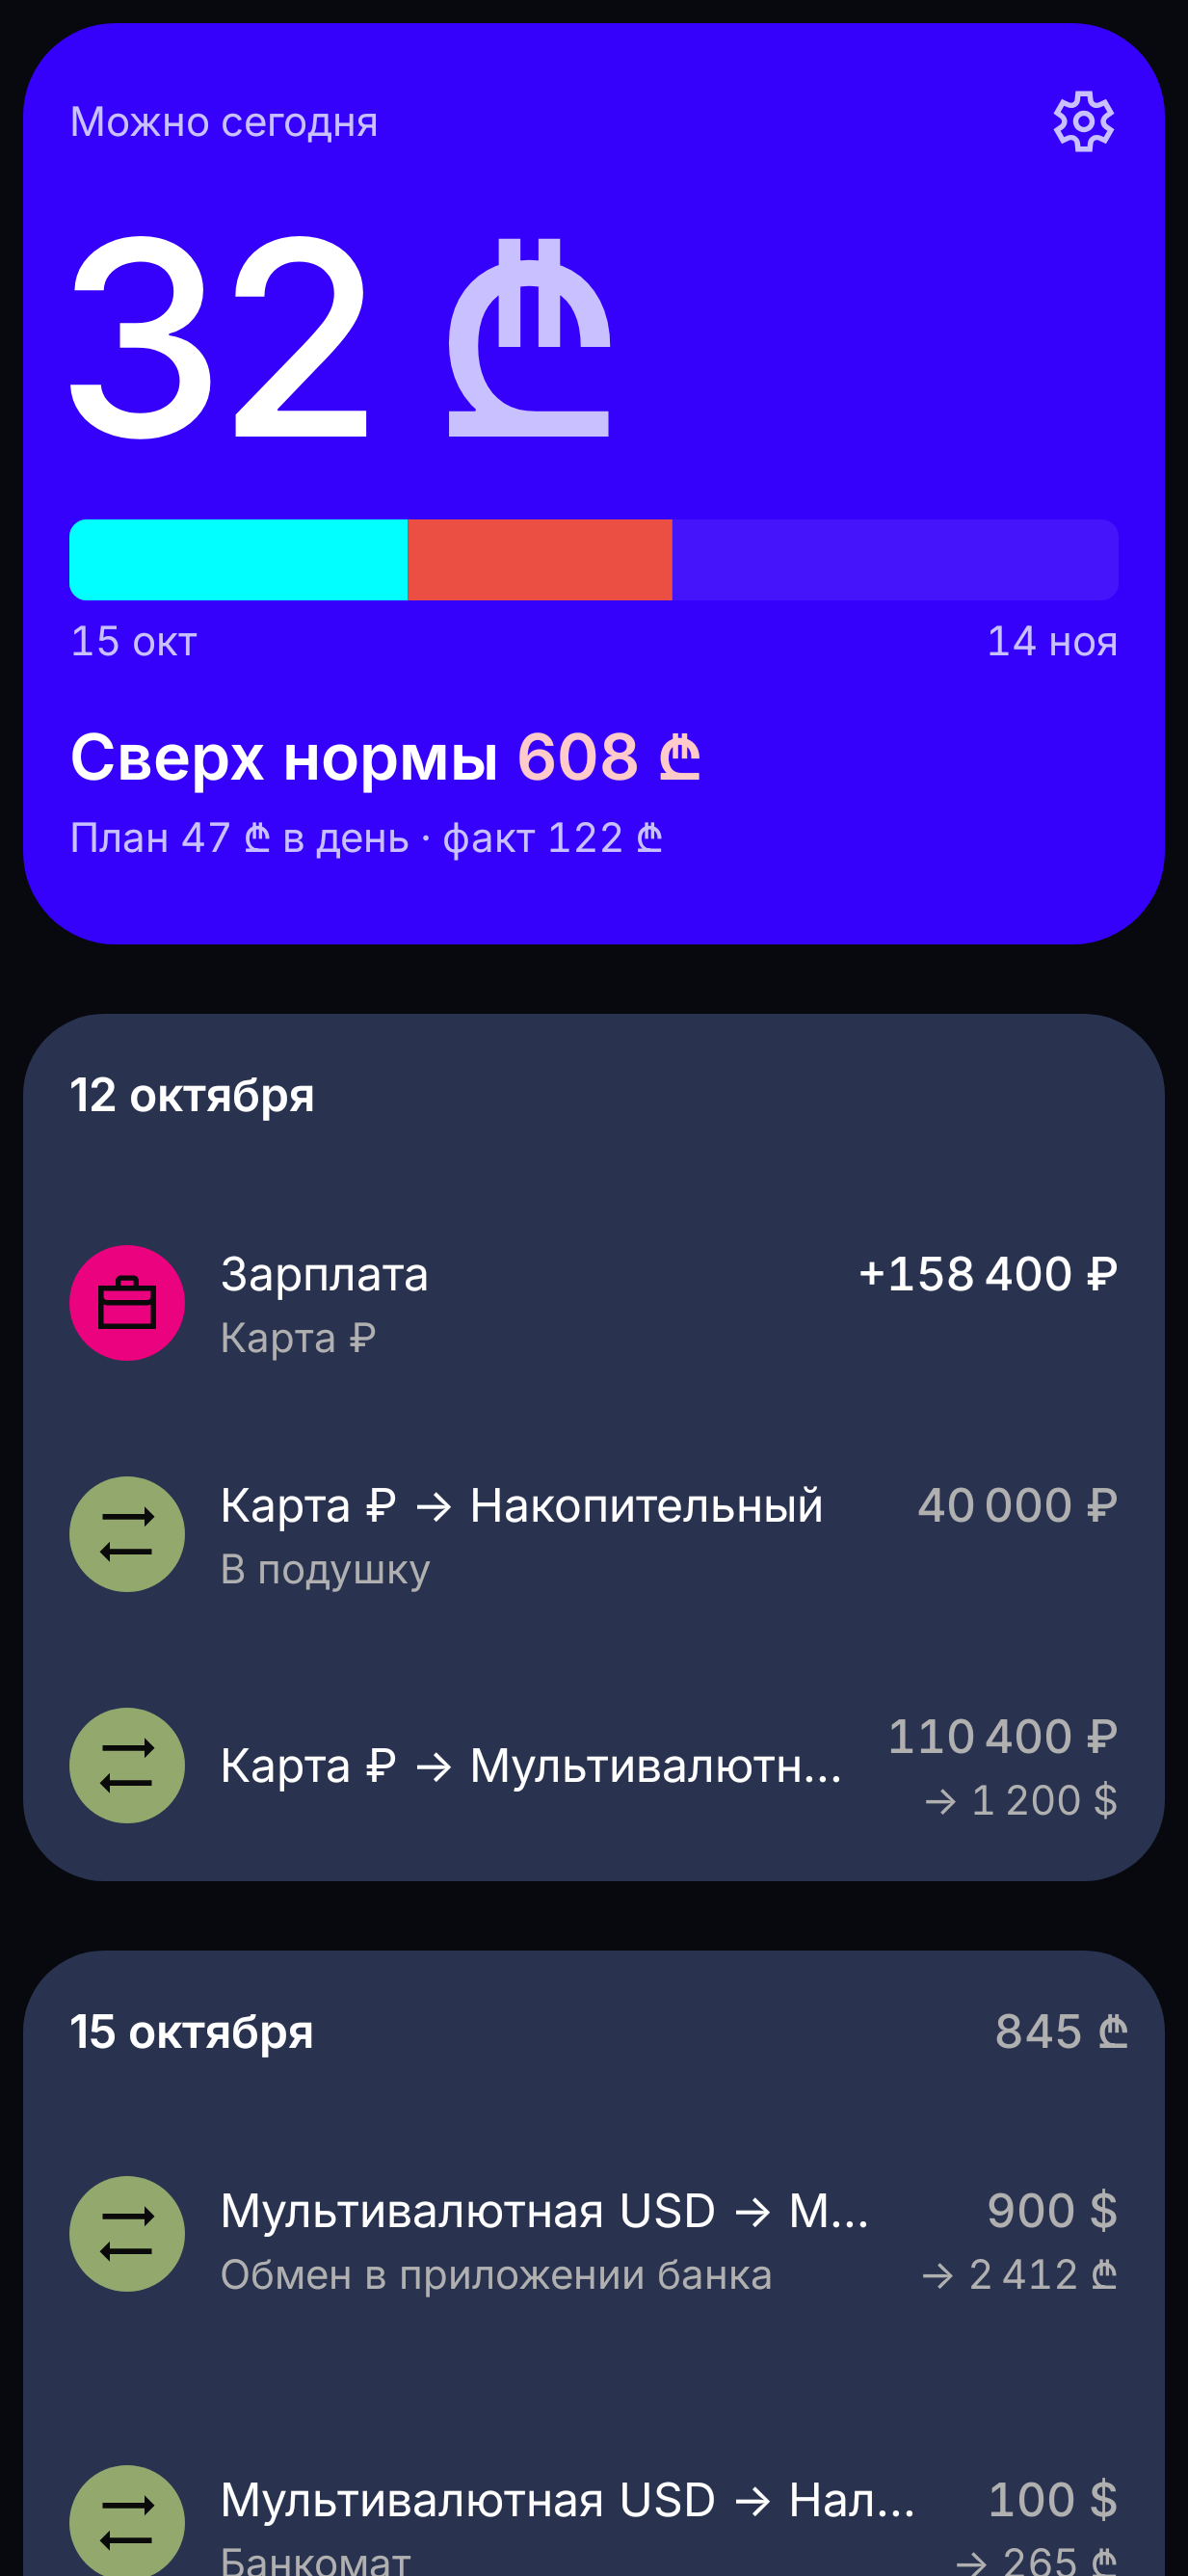 Можно сегодня
32 ₾
15 окт 14 ноя
Сверх нормы 608 ₾
План 47 ₾ в день · факт 122 ₾
12 октября
Зарплата +158 400 ₽
Карта ₽
Карта ₽ → Накопительный 40 000 ₽
В подушку
Карта ₽ → Мультивалютн... 110 400 ₽
→ 1 200 $
15 октября 845 ₾
Мультивалютная USD → М... 900 $
Обмен в приложении банка → 2 412 ₾
Мультивалютная USD → Нал... 100 $
Банкомат → 265 ₾